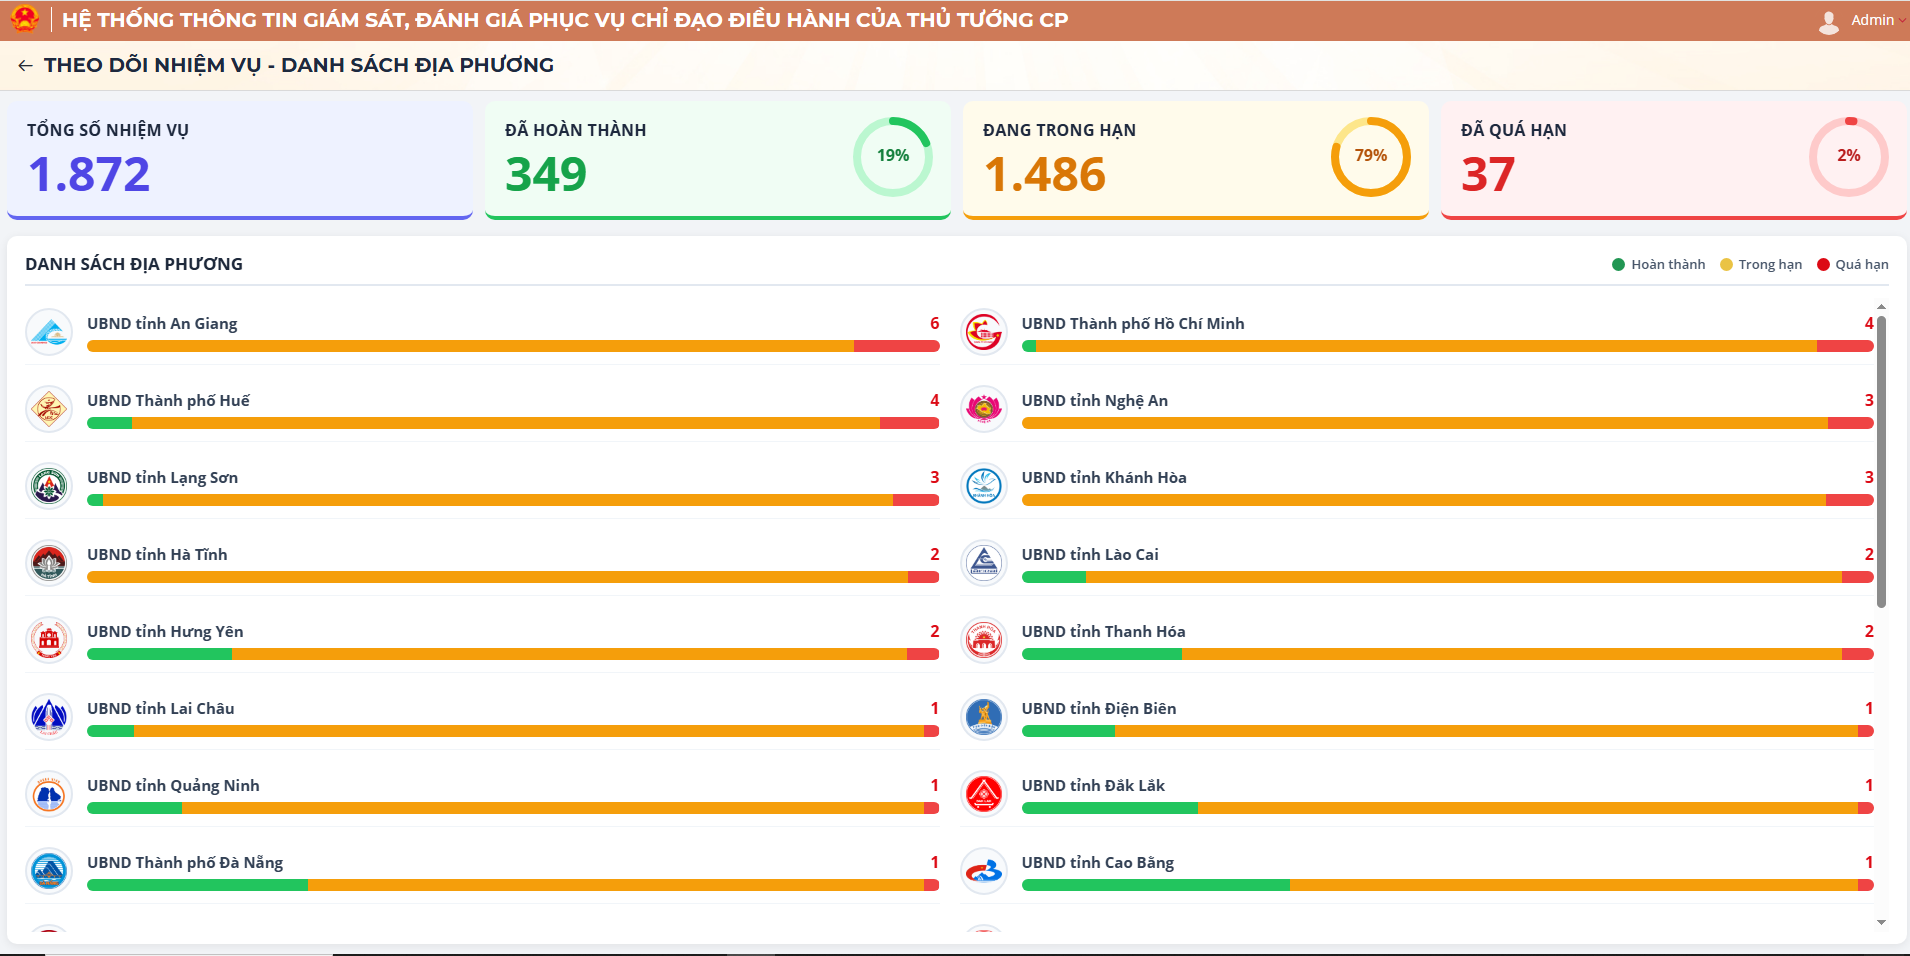 HỆ THỐNG THÔNG TIN GIÁM SÁT, ĐÁNH GIÁ PHỤC VỤ CHỈ ĐẠO ĐIỀU HÀNH CỦA THỦ TƯỚNG CP
Admin
THEO DÕI NHIỆM VỤ - DANH SÁCH ĐỊA PHƯƠNG
TỔNG SỐ NHIỆM VỤ
1.872
ĐÃ HOÀN THÀNH
349
19%
ĐANG TRONG HẠN
1.486
79%
ĐÃ QUÁ HẠN
37
2%
DANH SÁCH ĐỊA PHƯƠNG
Hoàn thành
Trong hạn
Quá hạn
UBND tỉnh An Giang 6
UBND Thành phố Hồ Chí Minh 4
UBND Thành phố Huế 4
UBND tỉnh Nghệ An 3
UBND tỉnh Lạng Sơn 3
UBND tỉnh Khánh Hòa 3
UBND tỉnh Hà Tĩnh 2
UBND tỉnh Lào Cai 2
UBND tỉnh Hưng Yên 2
UBND tỉnh Thanh Hóa 2
UBND tỉnh Lai Châu 1
UBND tỉnh Điện Biên 1
UBND tỉnh Quảng Ninh 1
UBND tỉnh Đắk Lắk 1
UBND Thành phố Đà Nẵng 1
UBND tỉnh Cao Bằng 1